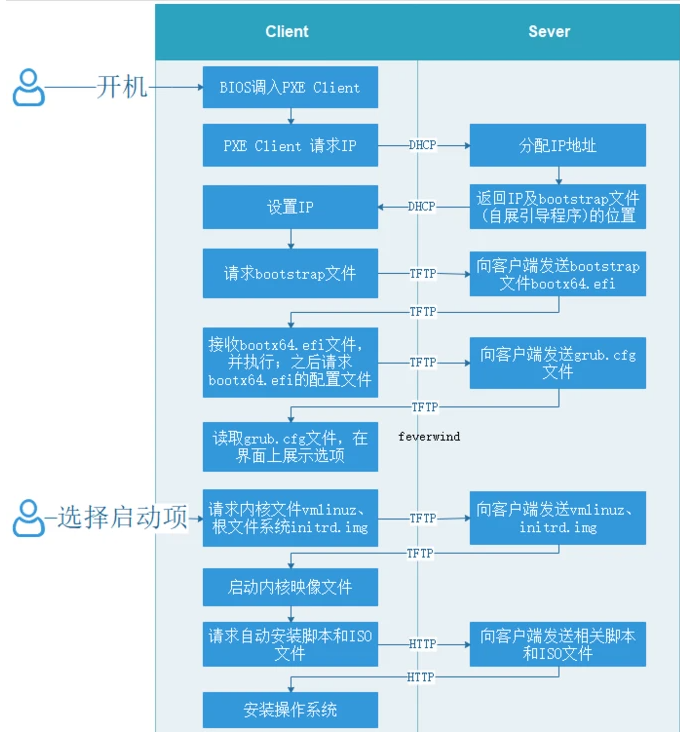 Client
Sever
开机
BIOS调入PXE Client
PXE Client 请求IP
DHCP
分配IP地址
设置IP
DHCP
返回IP及bootstrap文件
(自展引导程序)的位置
请求bootstrap文件
TFTP
向客户端发送bootstrap
文件bootx64.efi
TFTP
接收bootx64.efi文件，
并执行；之后请求
bootx64.efi的配置文件
TFTP
向客户端发送grub.cfg
文件
TFTP
读取grub.cfg文件，在
界面上展示选项
feverwind
选择启动项
请求内核文件vmlinuz、
根文件系统initrd.img
TFTP
向客户端发送vmlinuz、
initrd.img
TFTP
启动内核映像文件
请求自动安装脚本和ISO
文件
HTTP
向客户端发送相关脚本
和ISO文件
HTTP
安装操作系统